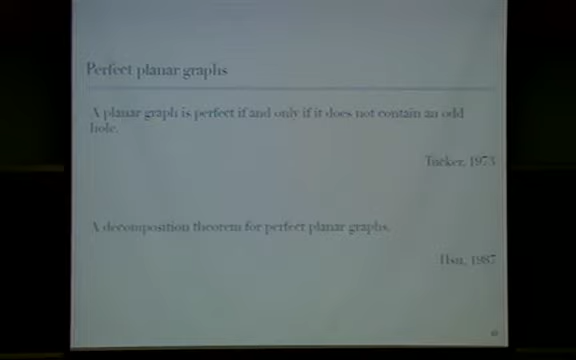 Perfect planar graphs
A planar graph is perfect if and only if it does not contain an odd
hole.
Tucker, 1973
A decomposition theorem for perfect planar graphs.
Hsu, 1987